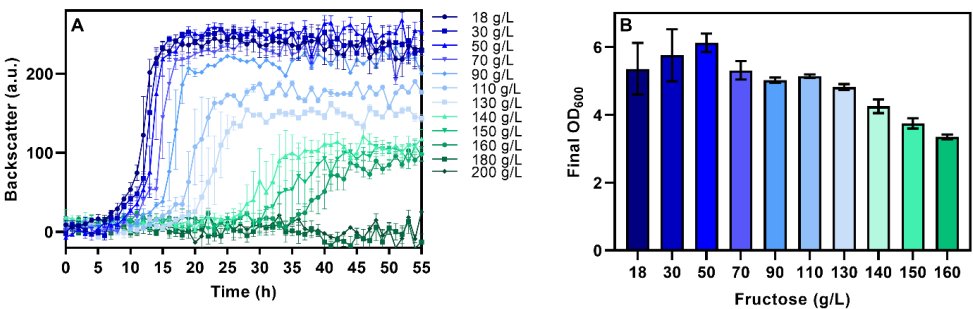 A
Backscatter (a.u.)
200
100
0
0 5 10 15 20 25 30 35 40 45 50 55
Time (h)
18 g/L
30 g/L
50 g/L
70 g/L
90 g/L
110 g/L
130 g/L
140 g/L
150 g/L
160 g/L
180 g/L
200 g/L
B
Final OD600
6
4
2
0
18 30 50 70 90 110 130 140 150 160
Fructose (g/L)